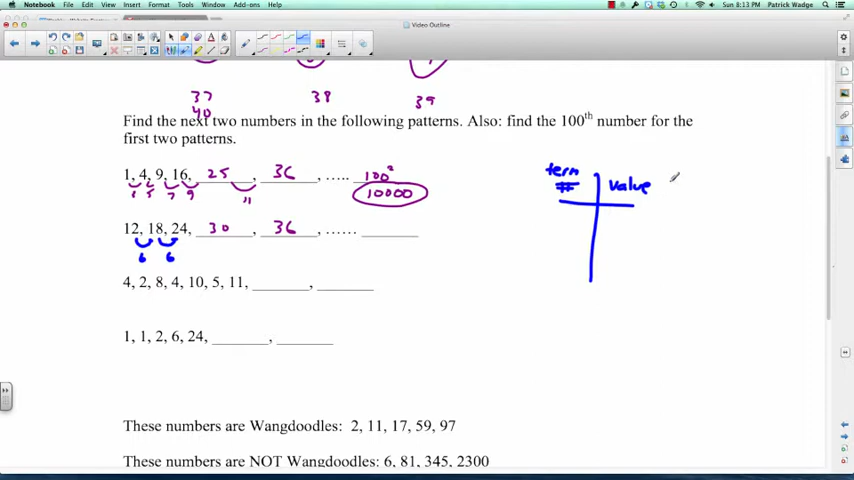 Notebook File Edit View Insert Format Tools Window Add-ons Help Sun 8:13 PM Patrick Wadge
Video Outline
37 38 39
40
Find the next two numbers in the following patterns. Also: find the 100th number for the
first two patterns.
1, 4, 9, 16, 25, 36, ..... 100²
5 7 9 11 10000
term # value
12, 18, 24, 30, 36, ......
6 6
4, 2, 8, 4, 10, 5, 11, ______, ______
1, 1, 2, 6, 24, ______, ______
These numbers are Wangdoodles: 2, 11, 17, 59, 97
These numbers are NOT Wangdoodles: 6, 81, 345, 2300